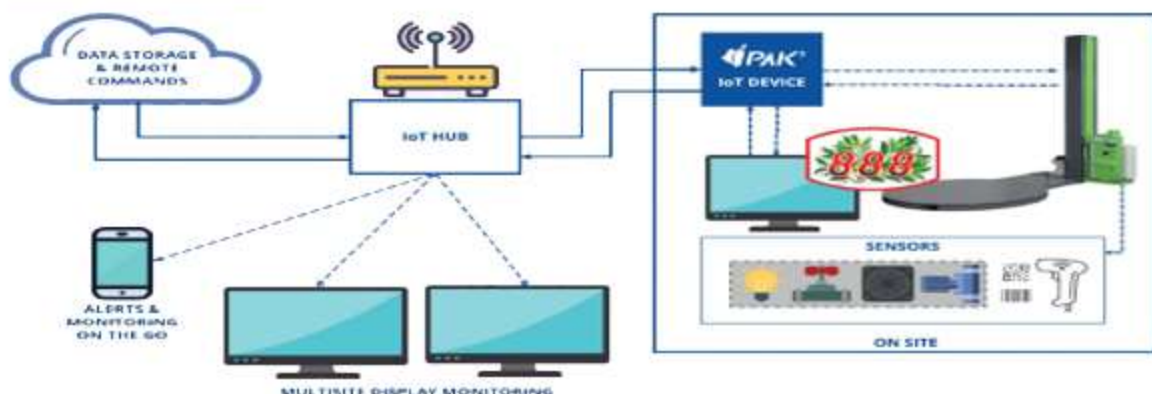 DATA STORAGE
& REMOTE
COMMANDS
IoT HUB
iPAK®
IoT DEVICE
888
SENSORS
ON SITE
ALERTS &
MONITORING
ON THE GO
MULTISITE DISPLAY MONITORING